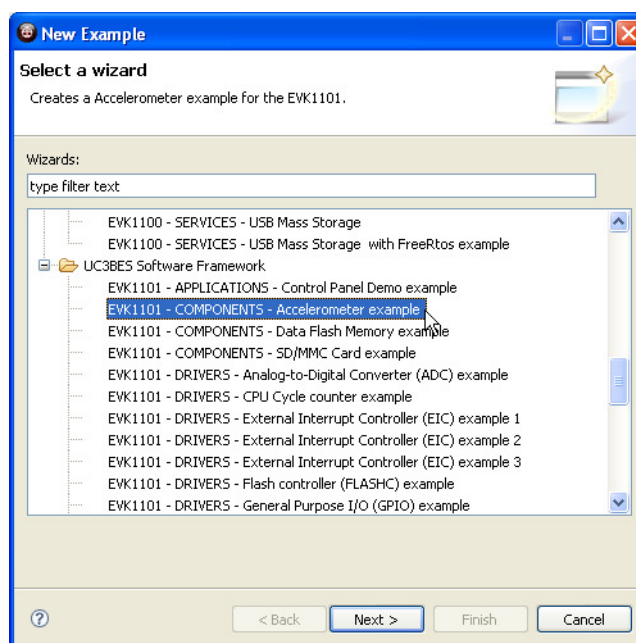 New Example
Select a wizard
Creates a Accelerometer example for the EVK1101.
Wizards:
type filter text
EVK1100 - SERVICES - USB Mass Storage
EVK1100 - SERVICES - USB Mass Storage with FreeRtos example
UC3BES Software Framework
EVK1101 - APPLICATIONS - Control Panel Demo example
EVK1101 - COMPONENTS - Accelerometer example
EVK1101 - COMPONENTS - Data Flash Memory example
EVK1101 - COMPONENTS - SD/MMC Card example
EVK1101 - DRIVERS - Analog-to-Digital Converter (ADC) example
EVK1101 - DRIVERS - CPU Cycle counter example
EVK1101 - DRIVERS - External Interrupt Controller (EIC) example 1
EVK1101 - DRIVERS - External Interrupt Controller (EIC) example 2
EVK1101 - DRIVERS - External Interrupt Controller (EIC) example 3
EVK1101 - DRIVERS - Flash controller (FLASHC) example
EVK1101 - DRIVERS - General Purpose I/O (GPIO) example
? < Back Next > Finish Cancel